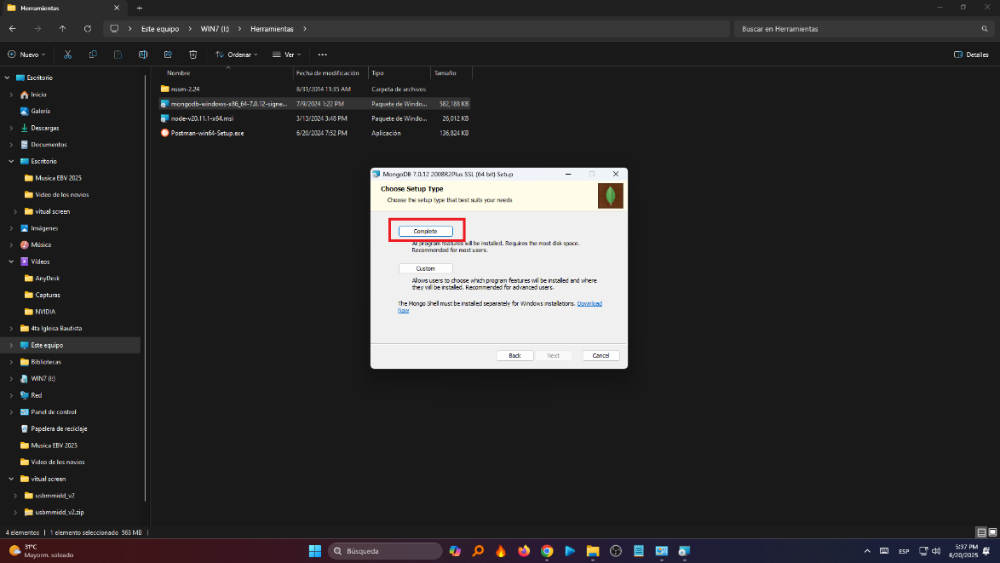 Herramientas
Este equipo
WIN7 (I:)
Herramientas
Buscar en Herramientas
Nuevo
Ordenar
Ver
Detalles
Nombre
Fecha de modificación
Tipo
Tamaño
nssm-2.24
8/31/2014 11:35 AM
Carpeta de archivos
mongodb-windows-x86_64-7.0.12-signe...
7/9/2024 1:22 PM
Paquete de Windo...
582,188 KB
node-v20.11.1-x64.msi
3/13/2024 3:48 PM
Paquete de Windo...
26,012 KB
Postman-win64-Setup.exe
6/20/2024 7:52 PM
Aplicación
136,824 KB
Escritorio
Inicio
Galería
Descargas
Documentos
Escritorio
Musica EBV 2025
Video de los novios
vitual screen
Imágenes
Música
Vídeos
AnyDesk
Capturas
NVIDIA
4ta Igleisa Bautista
Este equipo
Bibliotecas
WIN7 (I:)
Red
Panel de control
Papelera de reciclaje
Musica EBV 2025
Video de los novios
vitual screen
usbmmidd_v2
usbmmidd_v2.zip
MongoDB 7.0.12 2008R2Plus SSL (64 bit) Setup
Choose Setup Type
Choose the setup type that best suits your needs
Complete
All program features will be installed. Requires the most disk space.
Recommended for most users.
Custom
Allows users to choose which program features will be installed and where
they will be installed. Recommended for advanced users.
The Mongo Shell must be installed separately for Windows installations. Download
Now
Back
Next
Cancel
4 elementos
1 elemento seleccionado 568 MB
31°C
Mayorm. soleado
Búsqueda
ESP
5:37 PM
6/20/2025